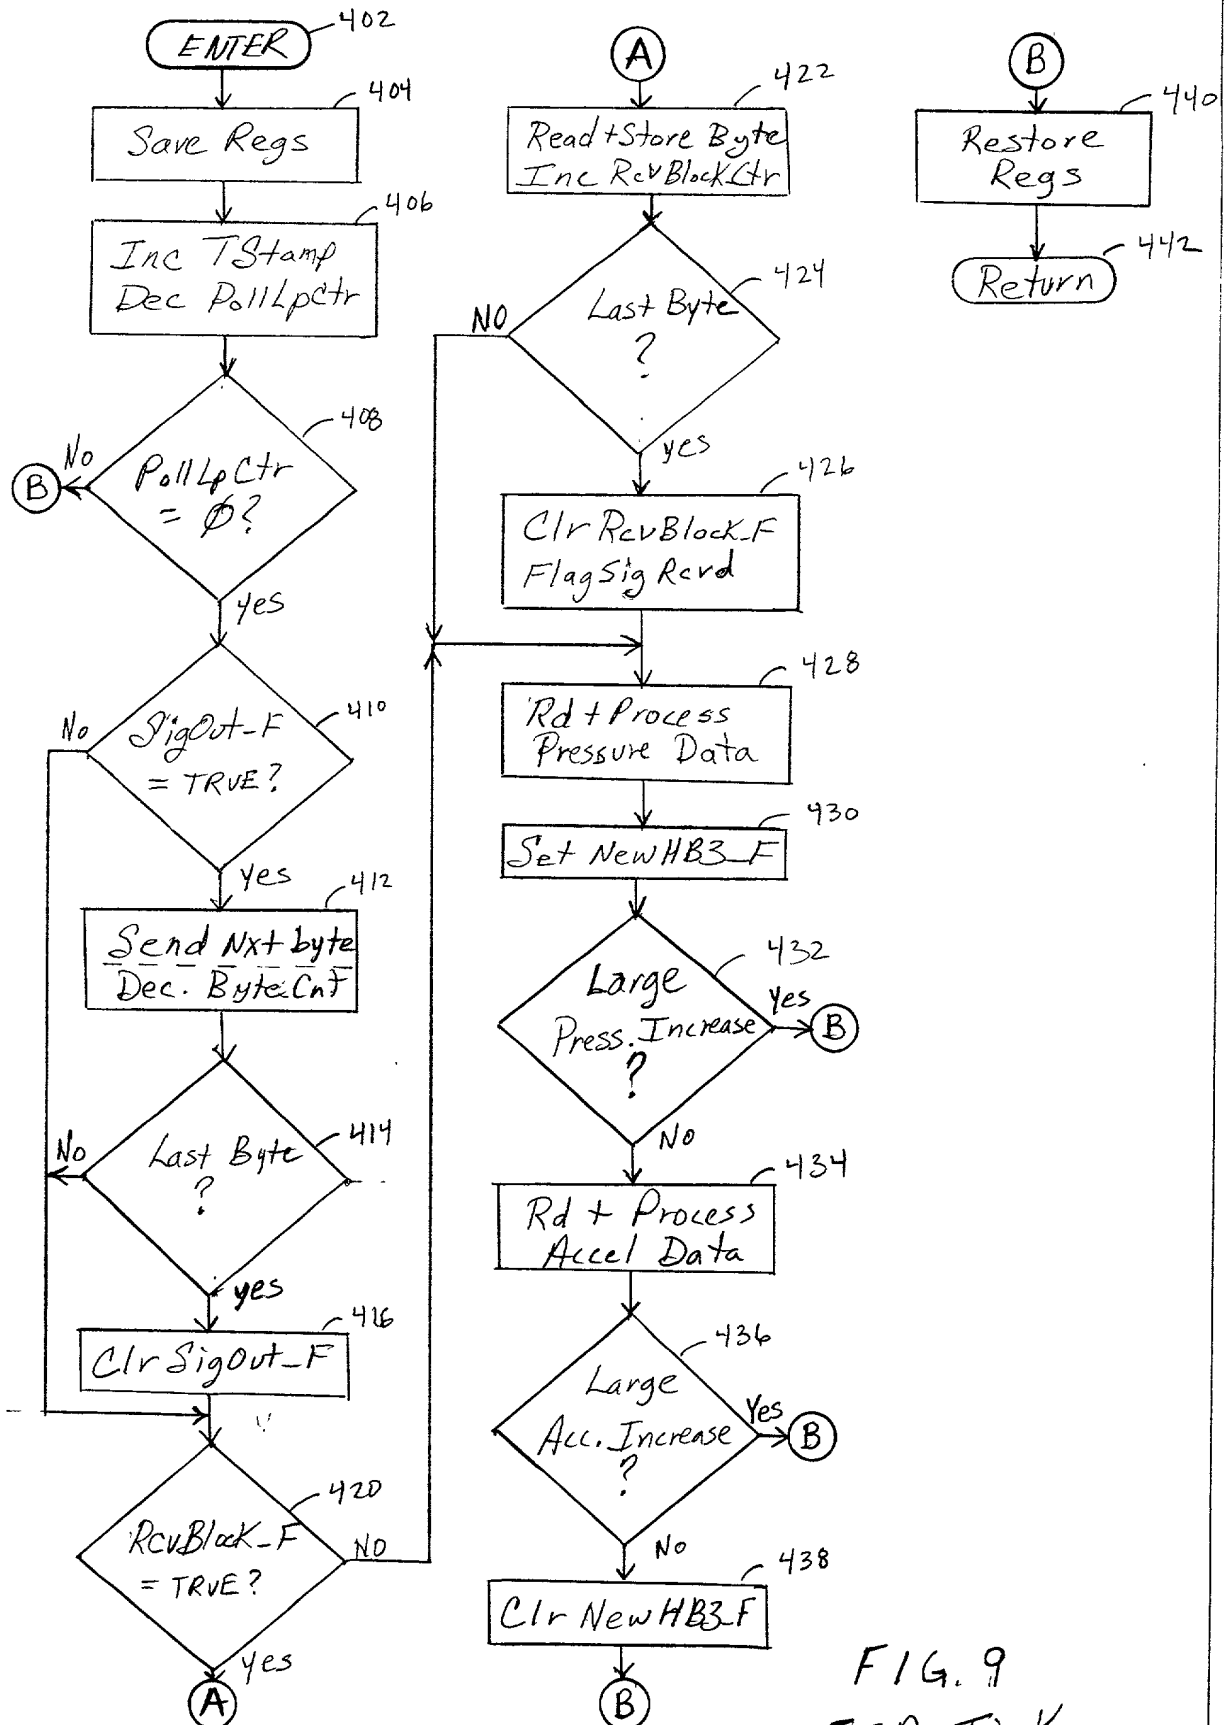 402
ENTER
404
Save Regs
406
Inc TStamp
Dec PollLpCtr
408
No
B
PollLpCtr
= Ø?
yes
410
No
SigOut_F
= TRUE?
yes
412
Send Nxt byte
Dec. Byte Cnt
414
No
Last Byte
?
yes
416
Clr SigOut_F
420
RcvBlock_F
= TRUE?
NO
yes
A
A
422
Read+Store Byte
Inc RcvBlockCtr
424
NO
Last Byte
?
yes
426
Clr RcvBlock_F
Flag Sig Rcvd
428
Rd + Process
Pressure Data
430
Set NewHB3_F
432
Large
Press. Increase
?
Yes
B
No
434
Rd + Process
Accel Data
436
Large
Acc. Increase
?
Yes
B
No
438
Clr NewHB3_F
B
B
440
Restore
Regs
442
Return
FIG. 9